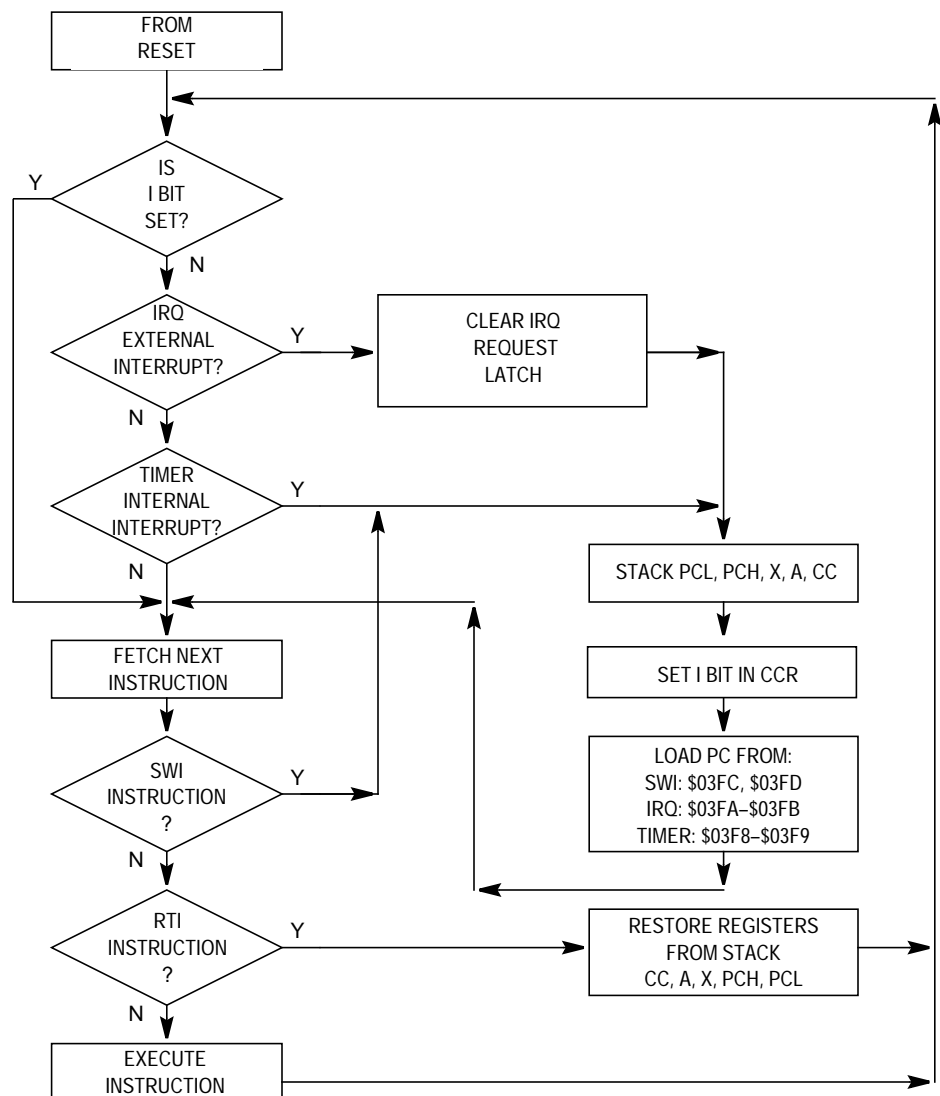 FROM
RESET
IS
I BIT
SET?
Y
N
IRQ
EXTERNAL
INTERRUPT?
Y
N
CLEAR IRQ
REQUEST
LATCH
TIMER
INTERNAL
INTERRUPT?
Y
N
STACK PCL, PCH, X, A, CC
FETCH NEXT
INSTRUCTION
SET I BIT IN CCR
SWI
INSTRUCTION
?
Y
N
LOAD PC FROM:
SWI: $03FC, $03FD
IRQ: $03FA–$03FB
TIMER: $03F8–$03F9
RTI
INSTRUCTION
?
Y
N
RESTORE REGISTERS
FROM STACK
CC, A, X, PCH, PCL
EXECUTE
INSTRUCTION